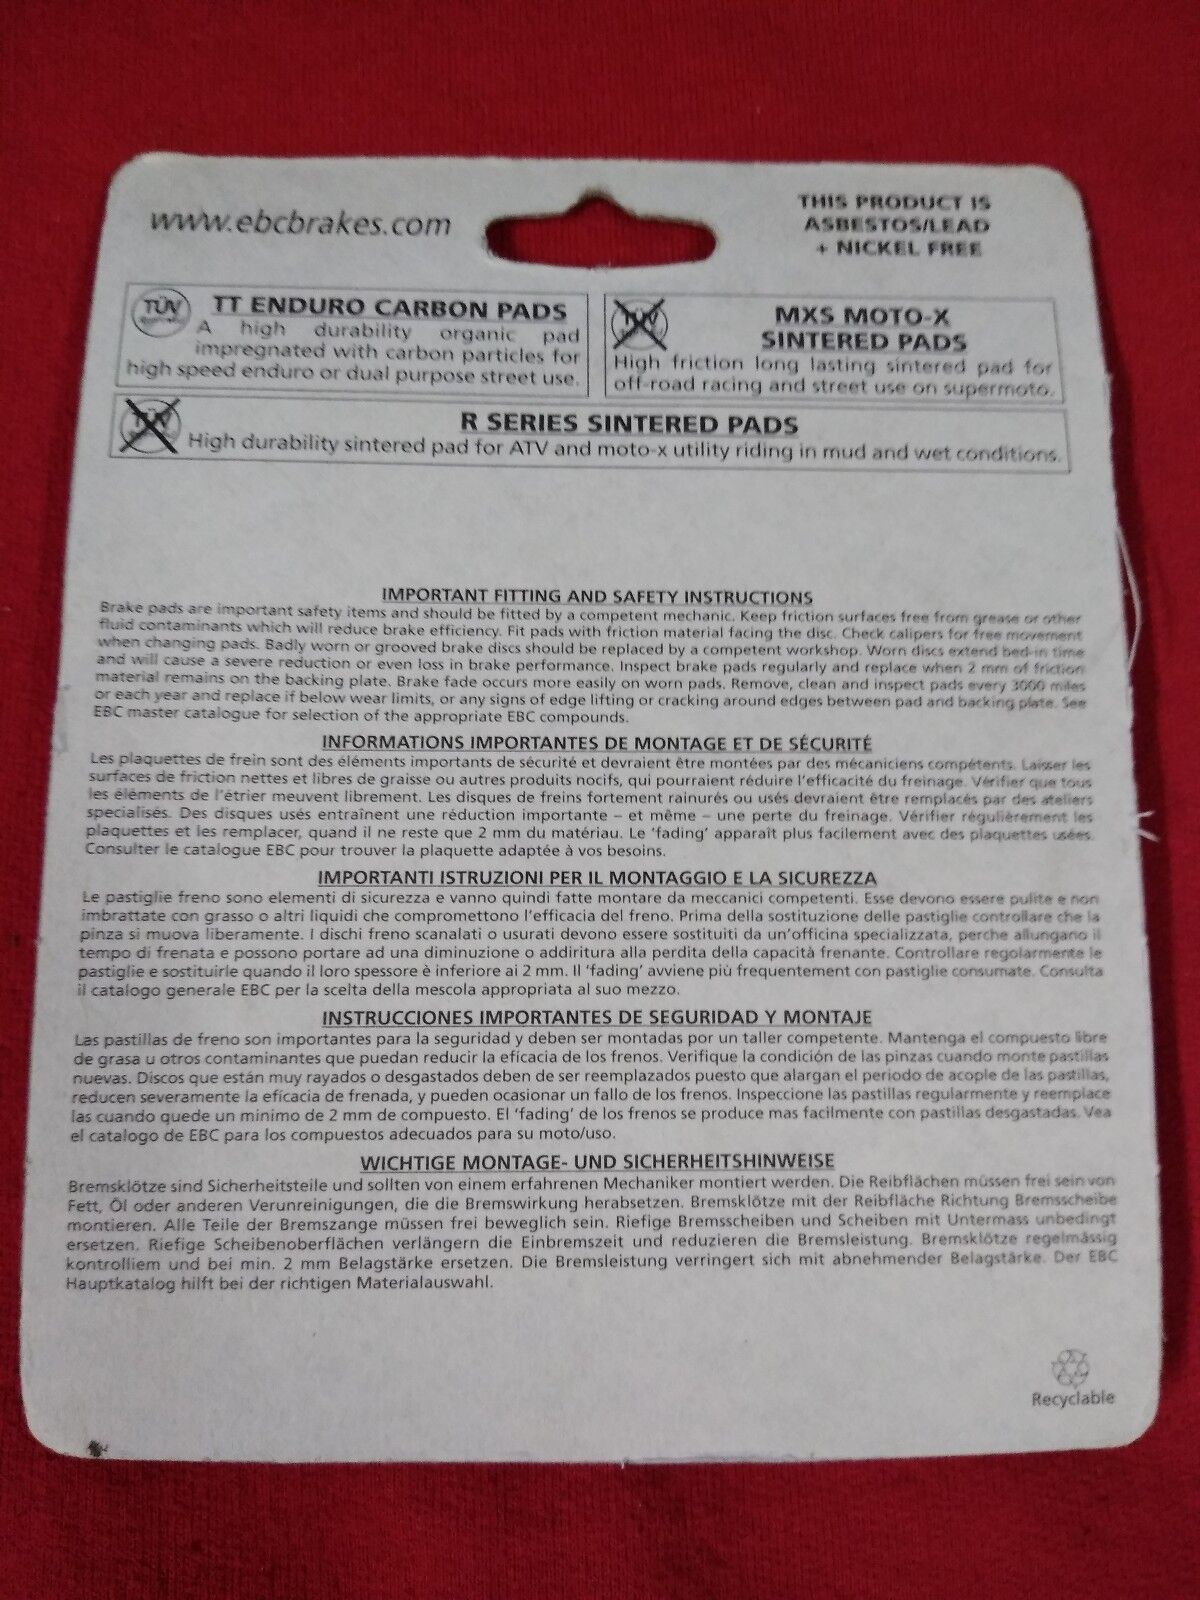 www.ebcbrakes.com
THIS PRODUCT IS
ASBESTOS/LEAD
+ NICKEL FREE
TÜV
TT ENDURO CARBON PADS
A high durability organic pad
impregnated with carbon particles for
high speed enduro or dual purpose street use.
TÜV
MXS MOTO-X
SINTERED PADS
High friction long lasting sintered pad for
off-road racing and street use on supermoto.
TÜV
R SERIES SINTERED PADS
High durability sintered pad for ATV and moto-x utility riding in mud and wet conditions.
IMPORTANT FITTING AND SAFETY INSTRUCTIONS
Brake pads are important safety items and should be fitted by a competent mechanic. Keep friction surfaces free from grease or other
fluid contaminants which will reduce brake efficiency. Fit pads with friction material facing the disc. Check calipers for free movement
when changing pads. Badly worn or grooved brake discs should be replaced by a competent workshop. Worn discs extend bed-in time
and will cause a severe reduction or even loss in brake performance. Inspect brake pads regularly and replace when 2 mm of friction
material remains on the backing plate. Brake fade occurs more easily on worn pads. Remove, clean and inspect pads every 3000 miles
or each year and replace if below wear limits, or any signs of edge lifting or cracking around edges between pad and backing plate. See
EBC master catalogue for selection of the appropriate EBC compounds.
INFORMATIONS IMPORTANTES DE MONTAGE ET DE SÉCURITÉ
Les plaquettes de frein sont des éléments importants de sécurité et devraient être montées par des mécaniciens compétents. Laisser les
surfaces de friction nettes et libres de graisse ou autres produits nocifs, qui pourraient réduire l'efficacité du freinage. Vérifier que tous
les éléments de l'étrier meuvent librement. Les disques de freins fortement rainurés ou usés devraient être remplacés par des ateliers
specialisés. Des disques usés entraînent une réduction importante – et même – une perte du freinage. Vérifier régulièrement les
plaquettes et les remplacer, quand il ne reste que 2 mm du matériau. Le 'fading' apparaît plus facilement avec des plaquettes usées.
Consulter le catalogue EBC pour trouver la plaquette adaptée à vos besoins.
IMPORTANTI ISTRUZIONI PER IL MONTAGGIO E LA SICUREZZA
Le pastiglie freno sono elementi di sicurezza e vanno quindi fatte montare da meccanici competenti. Esse devono essere pulite e non
imbrattate con grasso o altri liquidi che compromettono l'efficacia del freno. Prima della sostituzione delle pastiglie controllare che la
pinza si muova liberamente. I dischi freno scanalati o usurati devono essere sostituiti da un'officina specializzata, perche allungano il
tempo di frenata e possono portare ad una diminuzione o addiritura alla perdita della capacità frenante. Controllare regolarmente le
pastiglie e sostituirle quando il loro spessore è inferiore ai 2 mm. Il 'fading' avviene più frequentemente con pastiglie consumate. Consulta
il catalogo generale EBC per la scelta della mescola appropriata al suo mezzo.
INSTRUCCIONES IMPORTANTES DE SEGURIDAD Y MONTAJE
Las pastillas de freno son importantes para la seguridad y deben ser montadas por un taller competente. Mantenga el compuesto libre
de grasa u otros contaminantes que puedan reducir la eficacia de los frenos. Verifique la condición de las pinzas cuando monte pastillas
nuevas. Discos que están muy rayados o desgastados deben de ser reemplazados puesto que alargan el periodo de acople de las pastillas,
reducen severamente la eficacia de frenada, y pueden ocasionar un fallo de los frenos. Inspeccione las pastillas regularmente y reemplace
las cuando quede un minimo de 2 mm de compuesto. El 'fading' de los frenos se produce mas facilmente con pastillas desgastadas. Vea
el catalogo de EBC para los compuestos adecuados para su moto/uso.
WICHTIGE MONTAGE- UND SICHERHEITSHINWEISE
Bremsklötze sind Sicherheitsteile und sollten von einem erfahrenen Mechaniker montiert werden. Die Reibflächen müssen frei sein von
Fett, Öl oder anderen Verunreinigungen, die die Bremswirkung herabsetzen. Bremsklötze mit der Reibfläche Richtung Bremsscheibe
montieren. Alle Teile der Bremszange müssen frei beweglich sein. Riefige Bremsscheiben und Scheiben mit Untermass unbedingt
ersetzen. Riefige Scheibenoberflächen verlängern die Einbremszeit und reduzieren die Bremsleistung. Bremsklötze regelmässig
kontrolliem und bei min. 2 mm Belagstärke ersetzen. Die Bremsleistung verringert sich mit abnehmender Belagstärke. Der EBC
Hauptkatalog hilft bei der richtigen Materialauswahl.
Recyclable